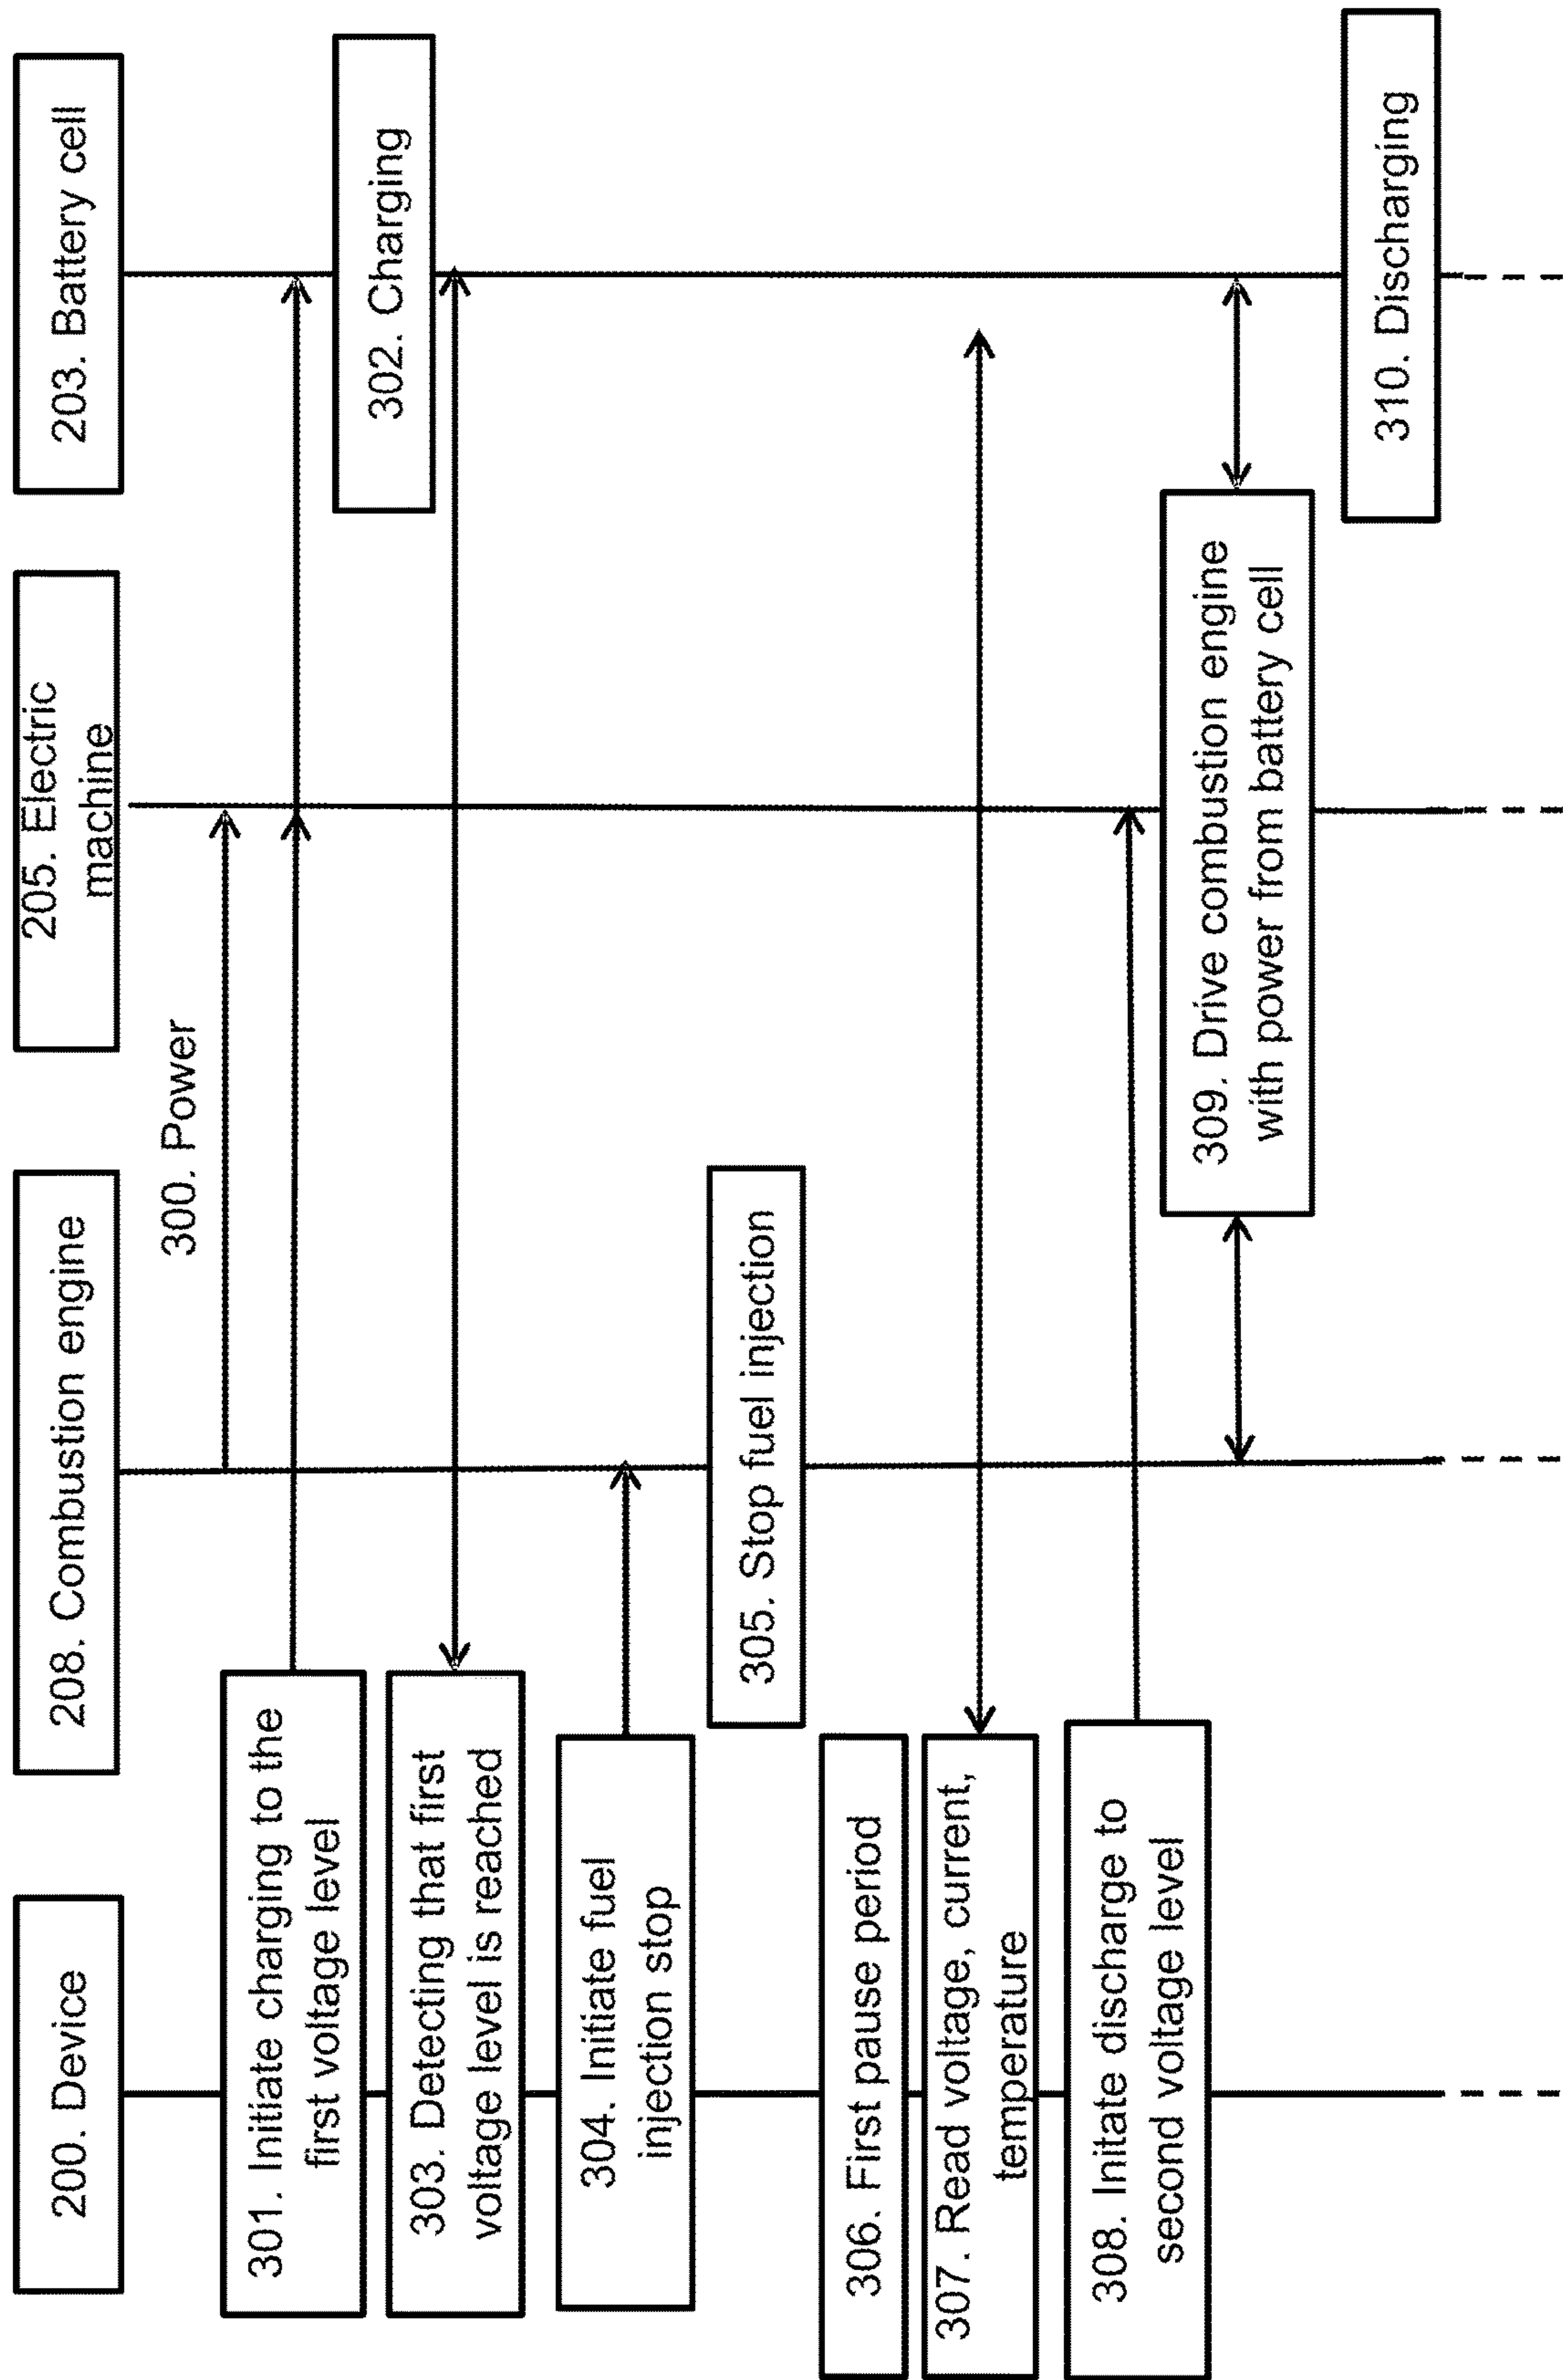 200. Device
208. Combustion engine
205. Electric
machine
203. Battery cell
300. Power
301. Initiate charging to the
first voltage level
302. Charging
303. Detecting that first
voltage level is reached
304. Initiate fuel
injection stop
305. Stop fuel injection
306. First pause period
307. Read voltage, current,
temperature
308. Initate discharge to
second voltage level
309. Drive combustion engine
with power from battery cell
310. Discharging